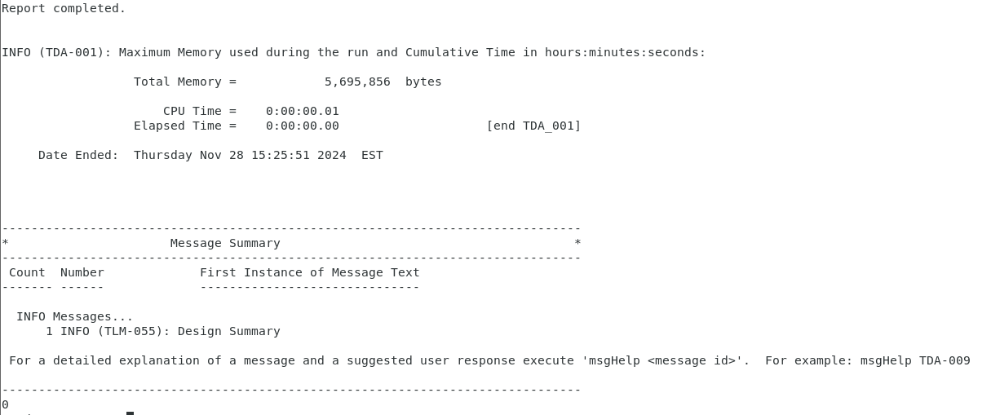 Report completed.
INFO (TDA-001): Maximum Memory used during the run and Cumulative Time in hours:minutes:seconds:
Total Memory = 5,695,856 bytes
CPU Time = 0:00:00.01
Elapsed Time = 0:00:00.00 [end TDA_001]
Date Ended: Thursday Nov 28 15:25:51 2024 EST
-------------------------------------------------------------------------------
* Message Summary *
-------------------------------------------------------------------------------
Count Number First Instance of Message Text
------- ------ ------------------------------
INFO Messages...
1 INFO (TLM-055): Design Summary
For a detailed explanation of a message and a suggested user response execute 'msgHelp <message id>'. For example: msgHelp TDA-009
-------------------------------------------------------------------------------
0